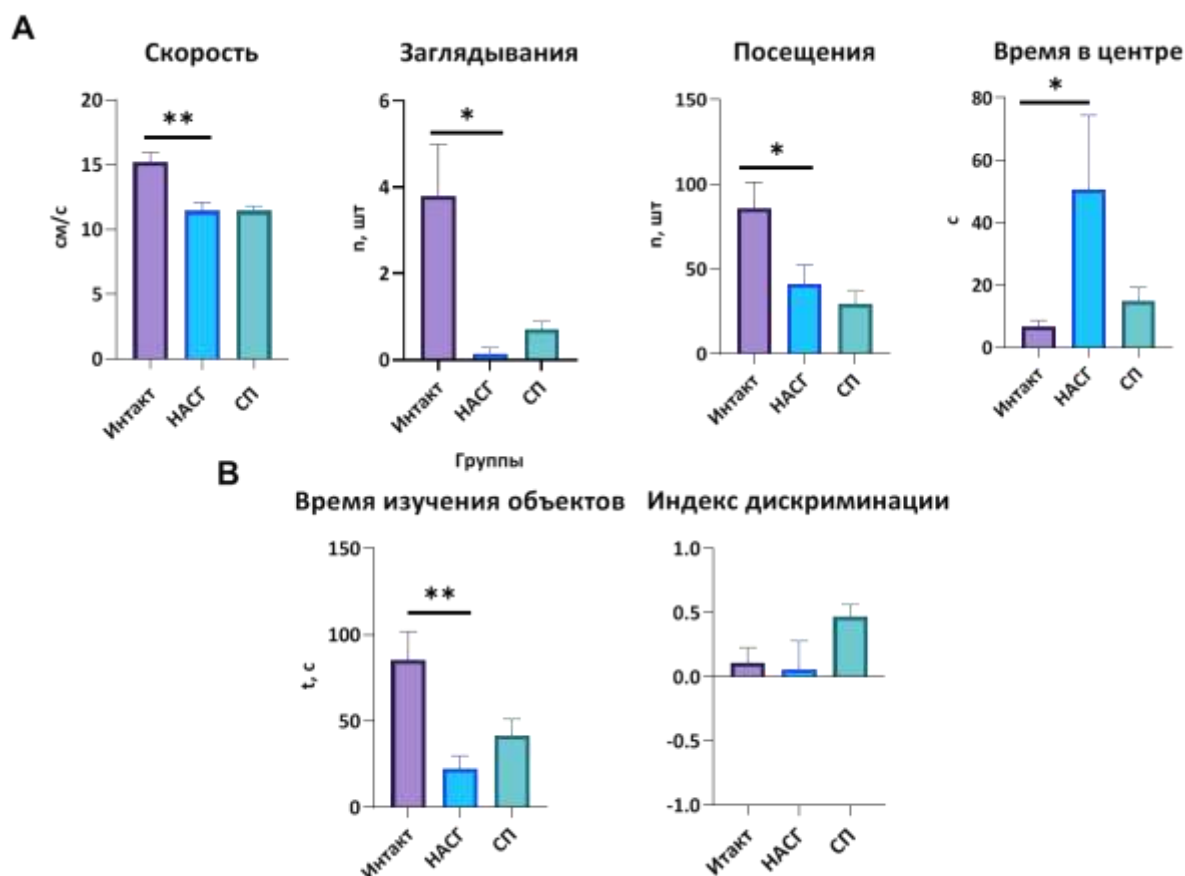 A
Скорость
см/с
20
15
10
5
0
**
Интакт
НАСГ
СП
Заглядывания
n, шт
6
4
2
0
*
Интакт
НАСГ
СП
Группы
Посещения
n, шт
150
100
50
0
*
Интакт
НАСГ
СП
Время в центре
с
80
60
40
20
0
*
Интакт
НАСГ
СП
B
Время изучения объектов
t, с
150
100
50
0
**
Интакт
НАСГ
СП
Индекс дискриминации
1.0
0.5
0.0
-0.5
-1.0
Итакт
НАСГ
СП